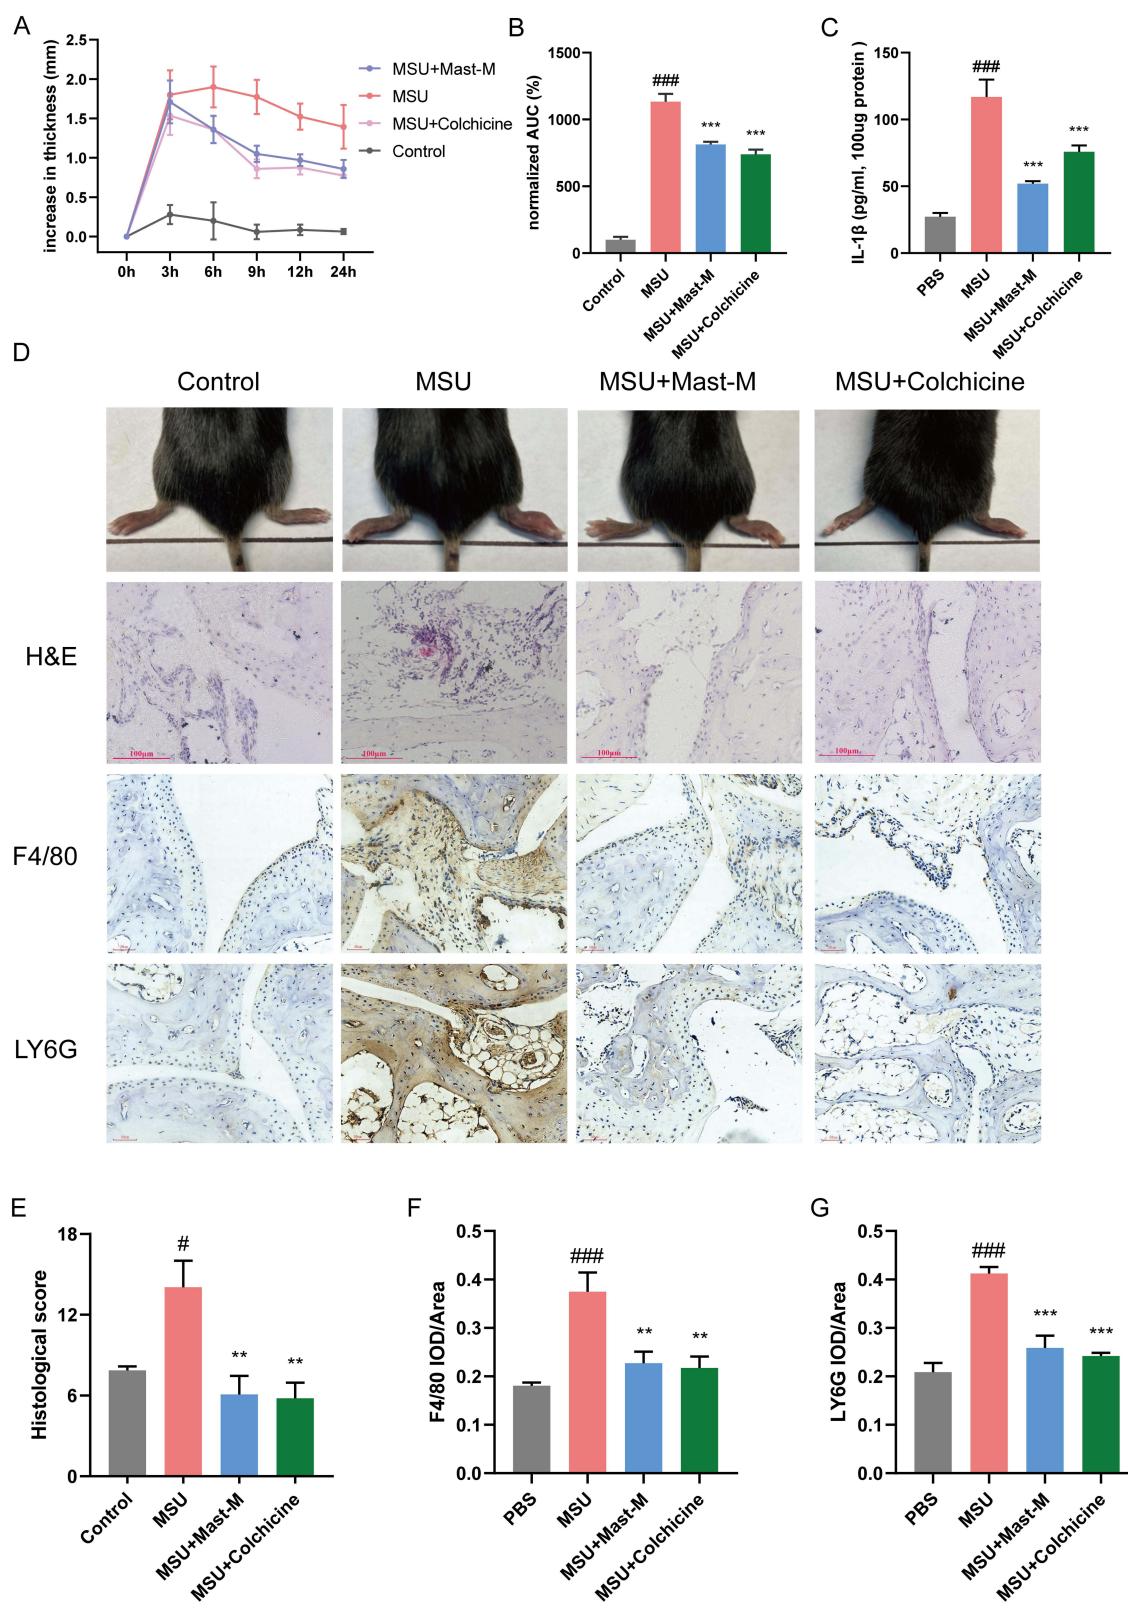 A
increase in thickness (mm)
2.5
2.0
1.5
1.0
0.5
0.0
0h 3h 6h 9h 12h 24h
MSU+Mast-M
MSU
MSU+Colchicine
Control
B
normalized AUC (%)
1500
1000
500
0
###
***
***
Control
MSU
MSU+Mast-M
MSU+Colchicine
C
IL-1β (pg/ml, 100ug protein )
150
100
50
0
###
***
***
PBS
MSU
MSU+Mast-M
MSU+Colchicine
D
Control MSU MSU+Mast-M MSU+Colchicine
H&E
100μm 100μm 100μm 100μm
F4/80
LY6G
E
Histological score
18
12
6
0
#
**
**
Control
MSU
MSU+Mast-M
MSU+Colchicine
F
F4/80 IOD/Area
0.5
0.4
0.3
0.2
0.1
0.0
###
**
**
PBS
MSU
MSU+Mast-M
MSU+Colchicine
G
LY6G IOD/Area
0.5
0.4
0.3
0.2
0.1
0.0
###
***
***
PBS
MSU
MSU+Mast-M
MSU+Colchicine